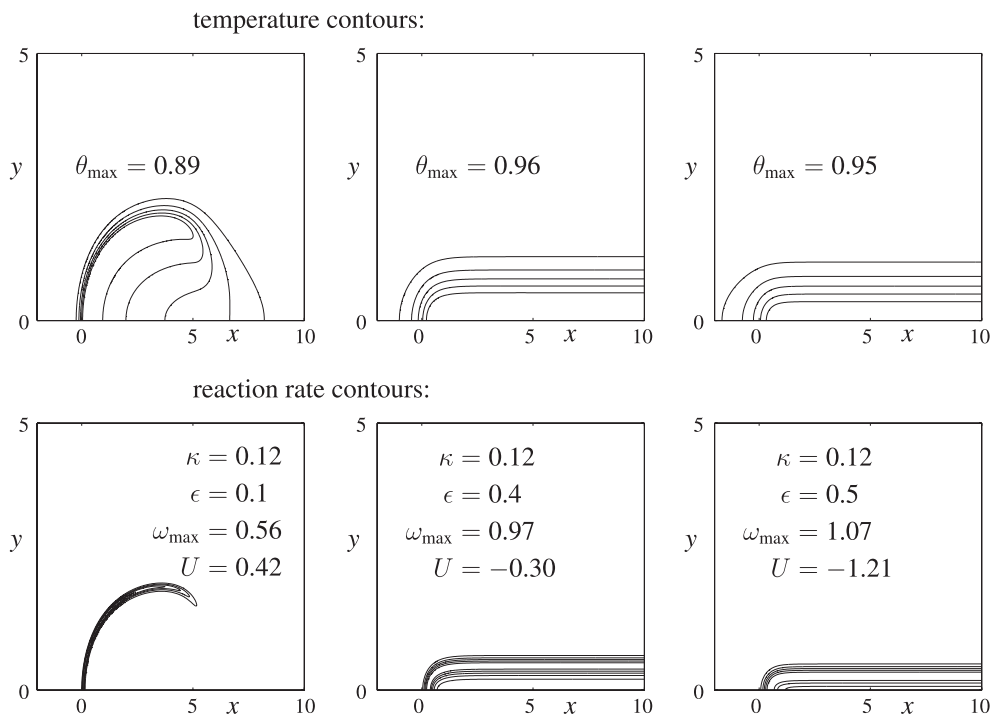 temperature contours:
5 5 5
y θmax = 0.89 y θmax = 0.96 y θmax = 0.95
0 0 0
0 5 x 10 0 5 x 10 0 5 x 10
reaction rate contours:
5 5 5
κ = 0.12 κ = 0.12 κ = 0.12
ϵ = 0.1 ϵ = 0.4 ϵ = 0.5
y ωmax = 0.56 y ωmax = 0.97 y ωmax = 1.07
U = 0.42 U = −0.30 U = −1.21
0 0 0
0 5 x 10 0 5 x 10 0 5 x 10